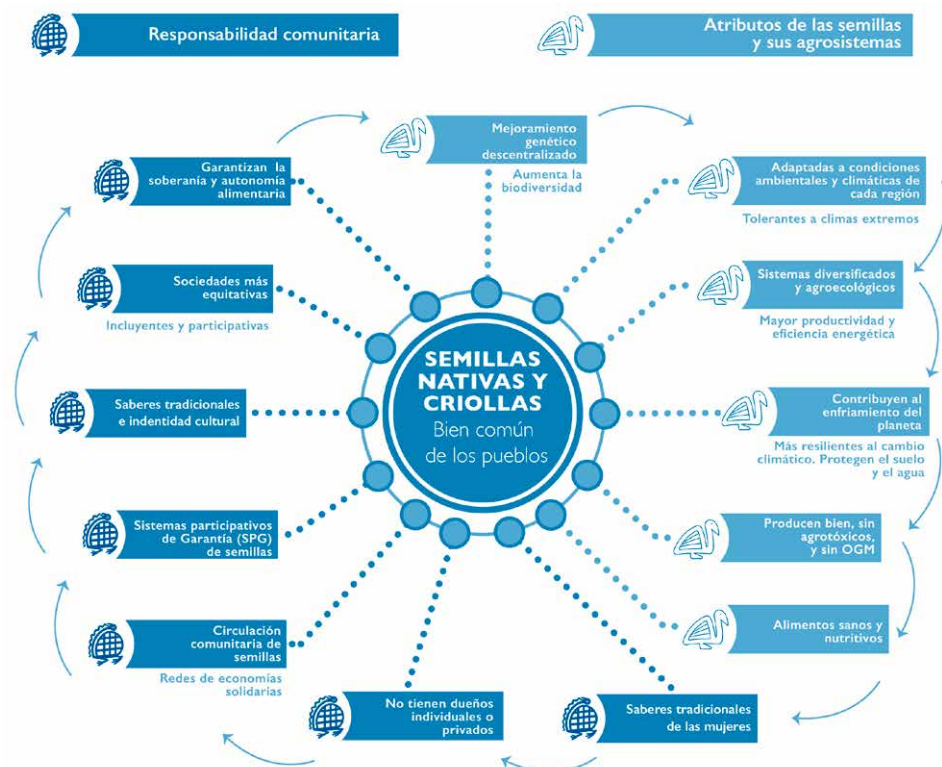 Responsabilidad comunitaria
Atributos de las semillas
y sus agrosistemas
Mejoramiento
genético
descentralizado
Aumenta la
biodiversidad
Adaptadas a condiciones
ambientales y climáticas de
cada región
Tolerantes a climas extremos
Sistemas diversificados
y agroecológicos
Mayor productividad y
eficiencia energética
Contribuyen al
enfriamiento del
planeta
Más resilientes al cambio
climático. Protegen el suelo
y el agua
Producen bien, sin
agrotóxicos,
y sin OGM
Alimentos sanos y
nutritivos
Saberes tradicionales
de las mujeres
No tienen dueños
individuales o
privados
Circulación
comunitaria de
semillas
Redes de economías
solidarias
Sistemas participativos
de Garantía (SPG)
de semillas
Saberes tradicionales
e indentidad cultural
Sociedades más
equitativas
Incluyentes y participativas
Garantizan la
soberanía y autonomía
alimentaria
SEMILLAS
NATIVAS Y
CRIOLLAS
Bien común
de los pueblos